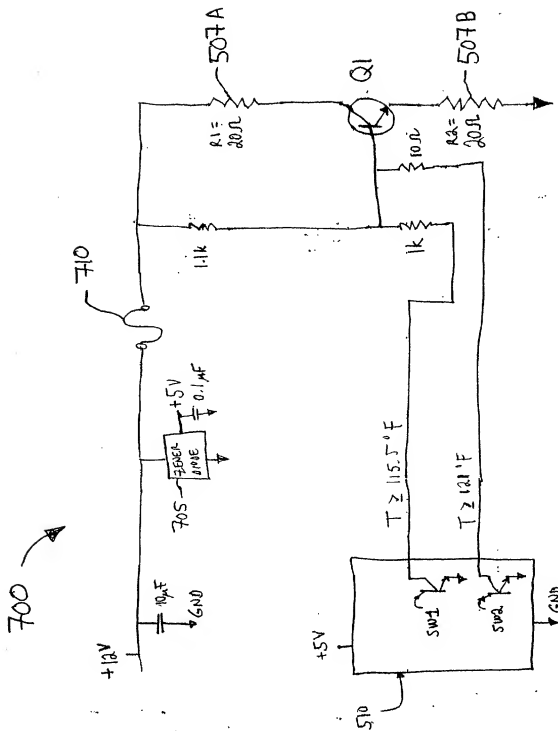 700
+12V
10µF
GND
710
ZENER
DIODE
+5V
0.1µF
705
R1=
20Ω
507A
1.1k
Q1
1k
R2=
20Ω
507B
+5V
T ≥ 115.5°F
T ≥ 121°F
SW1
SW2
510
GND